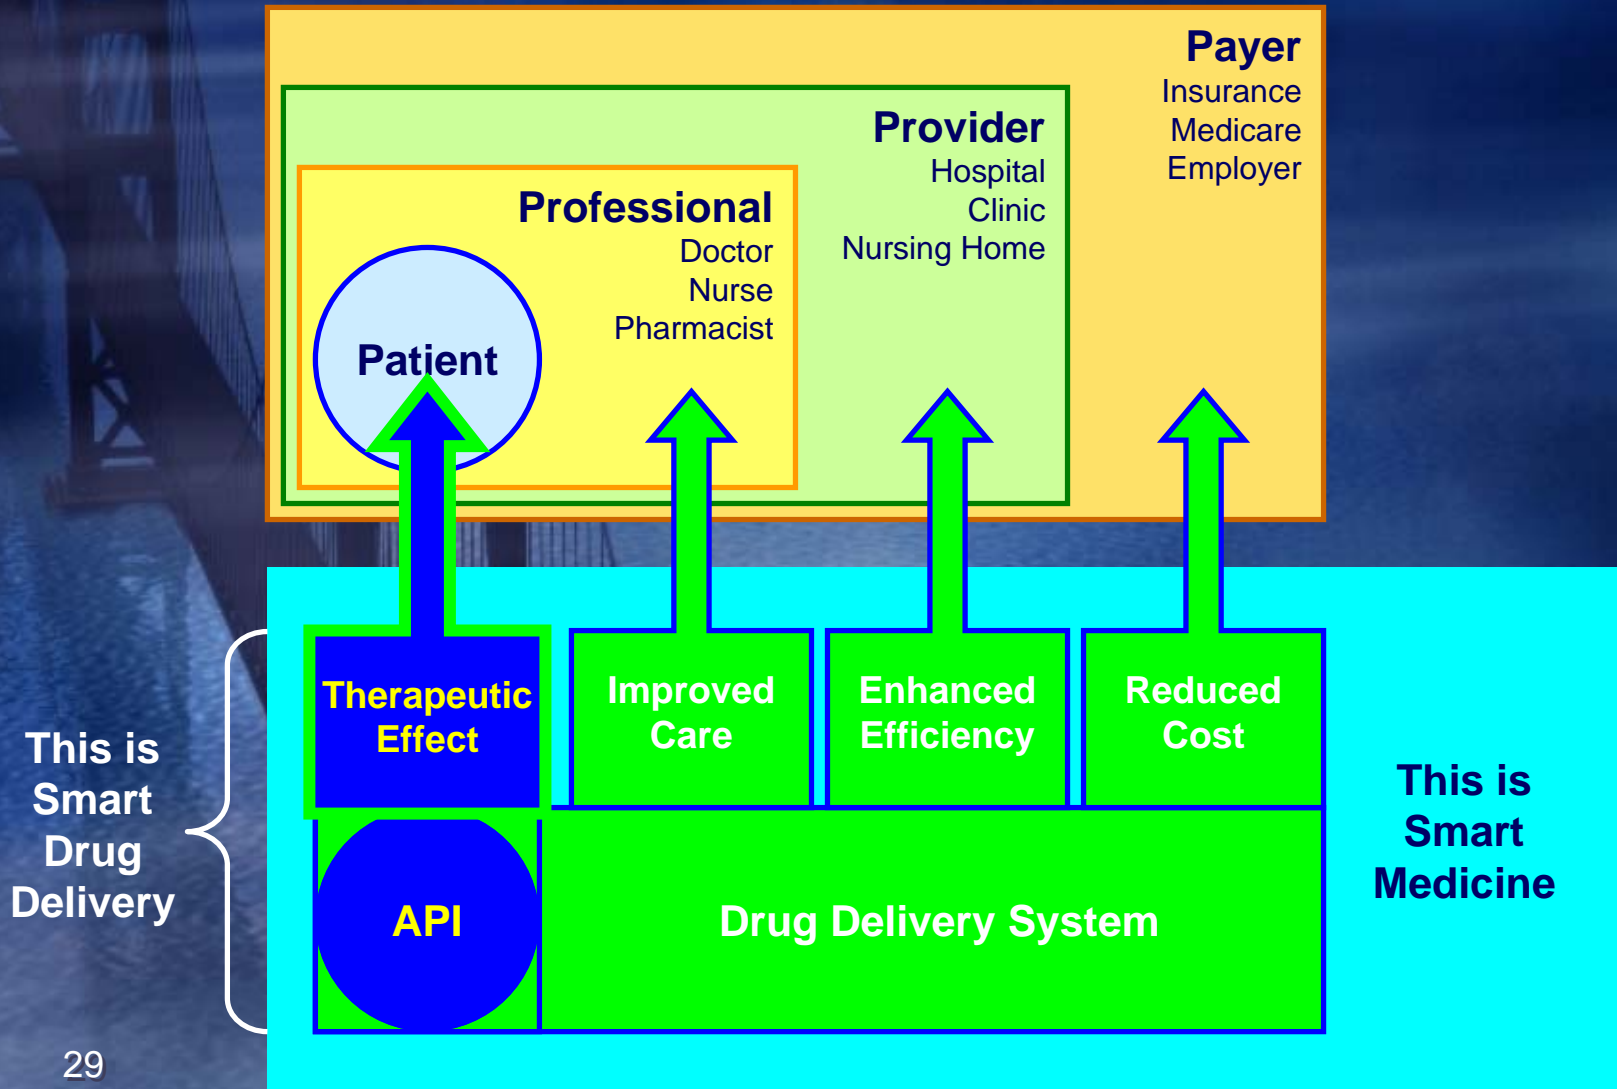 Payer
Insurance
Medicare
Employer
Provider
Hospital
Clinic
Nursing Home
Professional
Doctor
Nurse
Pharmacist
Patient
Therapeutic
Effect
Improved
Care
Enhanced
Efficiency
Reduced
Cost
This is
Smart
Drug
Delivery
This is
Smart
Medicine
API
Drug Delivery System
29